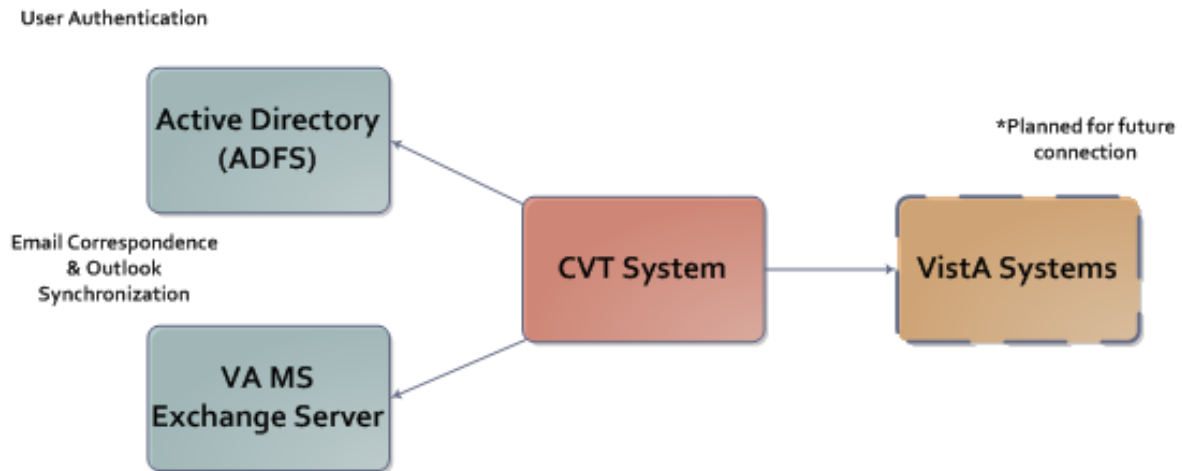 User Authentication
Active Directory
(ADFS)
*Planned for future
connection
Email Correspondence
& Outlook
Synchronization
CVT System
VistA Systems
VA MS
Exchange Server